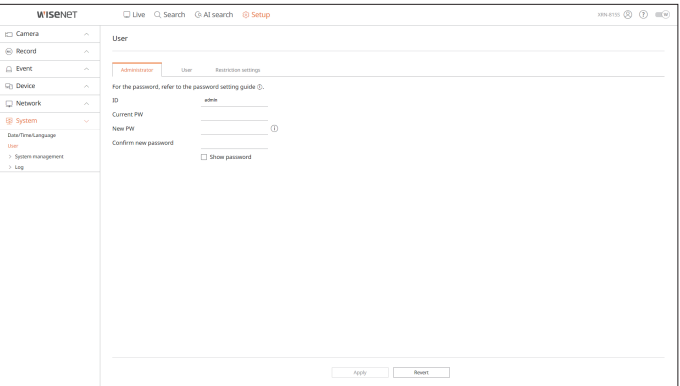 WISENET
Live Search AI search Setup
XRN-815S
Camera
Record
Event
Device
Network
System
Date/Time/Language
User
System management
Log
User
Administrator User Restriction settings
For the password, refer to the password setting guide ⓘ.
ID admin
Current PW
New PW
Confirm new password
Show password
Apply Revert